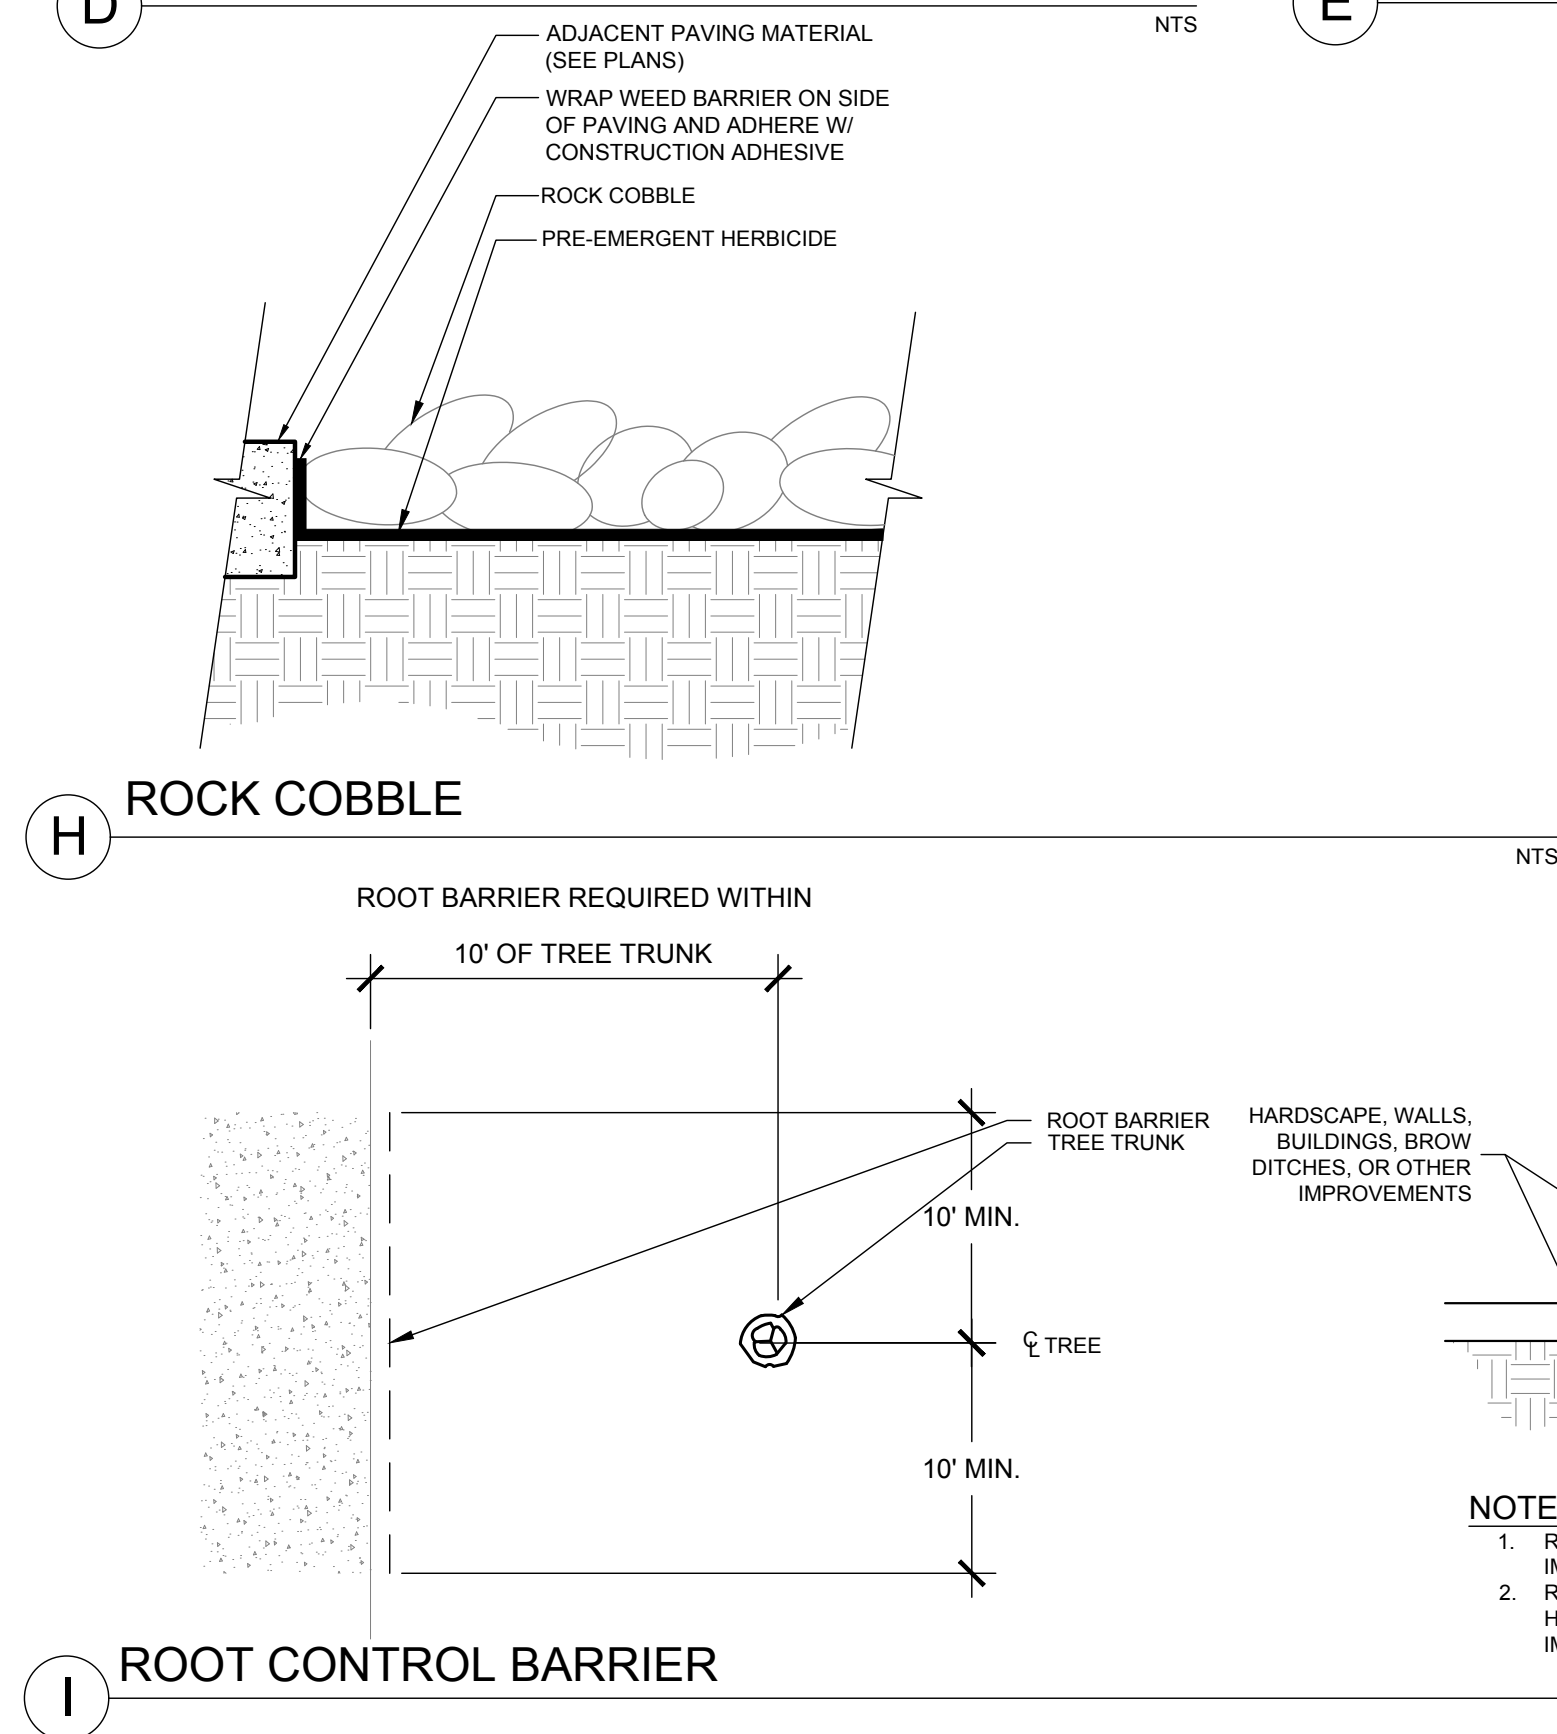 D
NTS
E
ADJACENT PAVING MATERIAL
(SEE PLANS)
WRAP WEED BARRIER ON SIDE
OF PAVING AND ADHERE W/
CONSTRUCTION ADHESIVE
ROCK COBBLE
PRE-EMERGENT HERBICIDE
H
ROCK COBBLE
NTS
ROOT BARRIER REQUIRED WITHIN
10' OF TREE TRUNK
ROOT BARRIER
TREE TRUNK
10' MIN.
℄ TREE
10' MIN.
HARDSCAPE, WALLS,
BUILDINGS, BROW
DITCHES, OR OTHER
IMPROVEMENTS
NOTE
1.
2.
I
ROOT CONTROL BARRIER